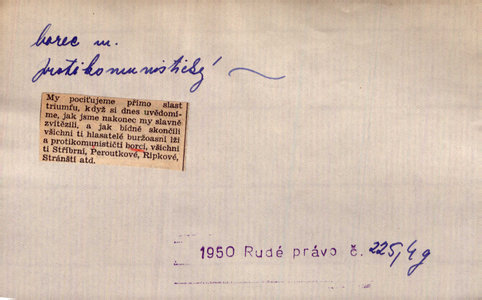 borec m.
protikomunistický ~
My pociťujeme přímo slast
triumfu, když si dnes uvědomí-
me, jak jsme nakonec my slavně
zvítězili, a jak bídně skončili
všichni ti hlasatelé buržoasní lži
a protikomunističtí borci, všichni
ti Stříbrní, Peroutkové, Ripkové,
Stránští atd.
1950 Rudé právo č. 225, 4 g